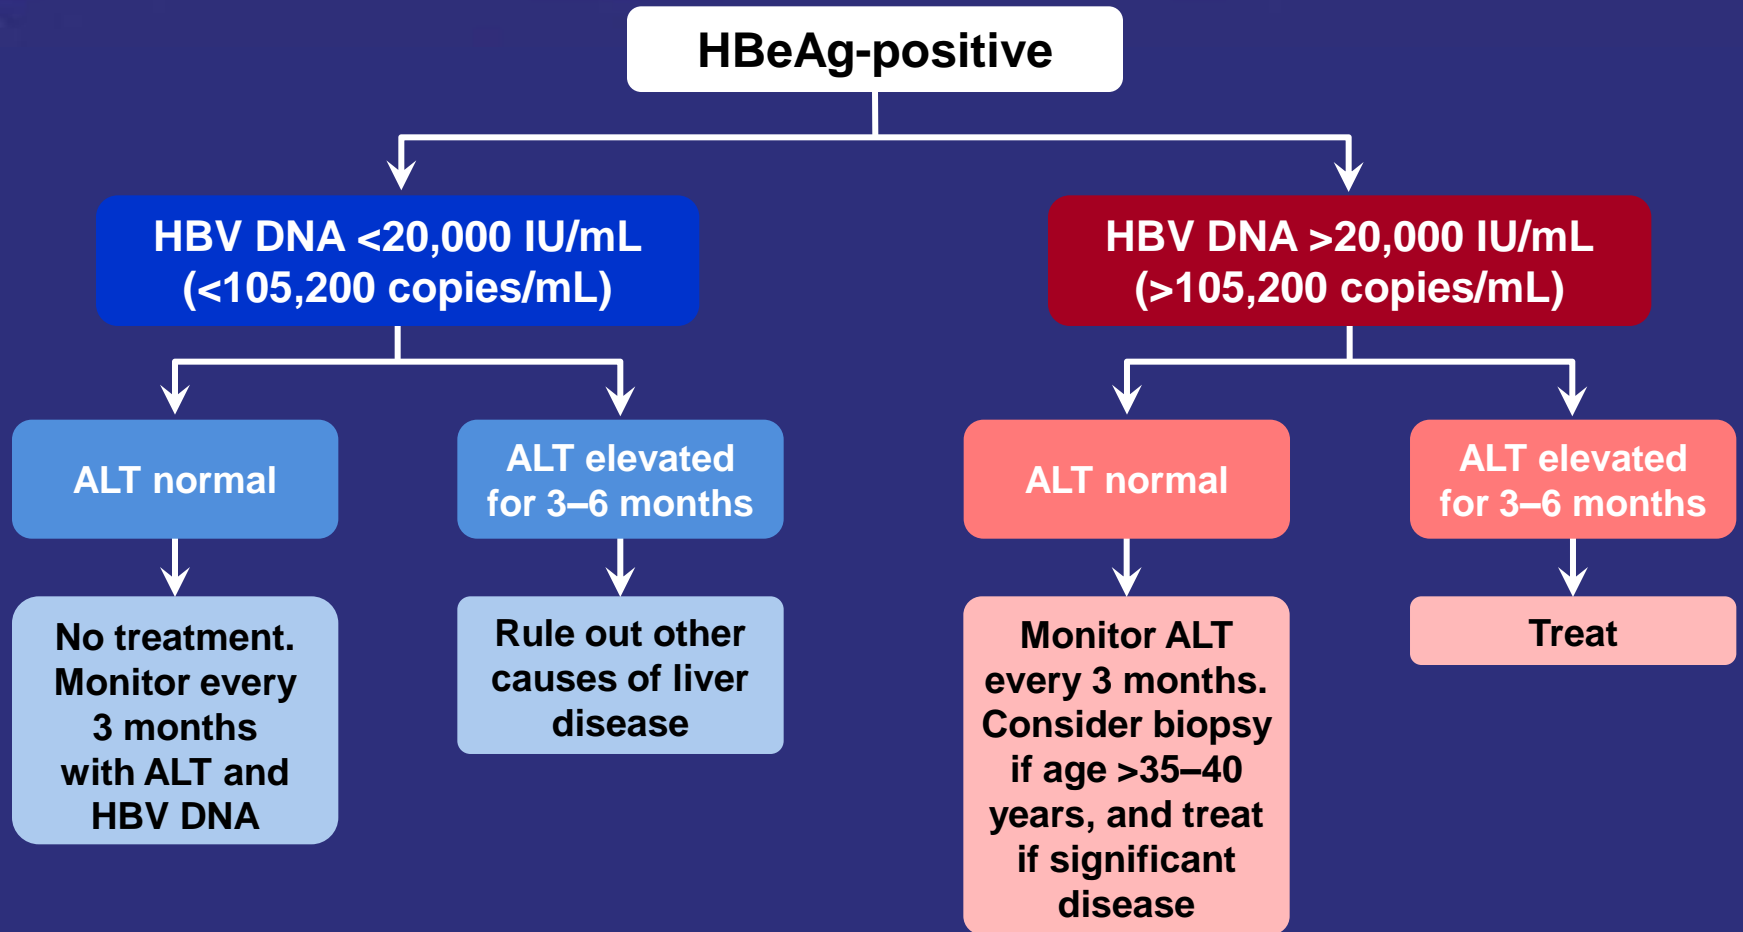 HBeAg-positive
HBV DNA <20,000 IU/mL
(<105,200 copies/mL)
HBV DNA >20,000 IU/mL
(>105,200 copies/mL)
ALT normal
ALT elevated
for 3–6 months
ALT normal
ALT elevated
for 3–6 months
No treatment.
Monitor every
3 months
with ALT and
HBV DNA
Rule out other
causes of liver
disease
Monitor ALT
every 3 months.
Consider biopsy
if age >35–40
years, and treat
if significant
disease
Treat